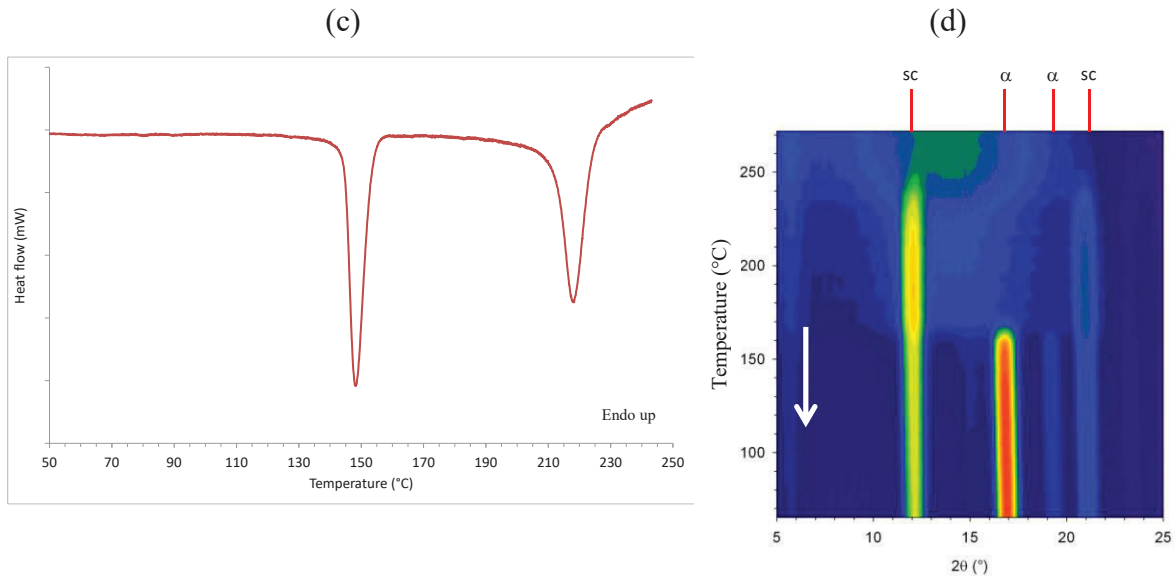 (c)
Heat flow (mW)
Endo up
50 70 90 110 130 150 170 190 210 230 250
Temperature (°C)
(d)
sc α α sc
Temperature (°C)
250
200
150
100
5 10 15 20 25
2θ (°)